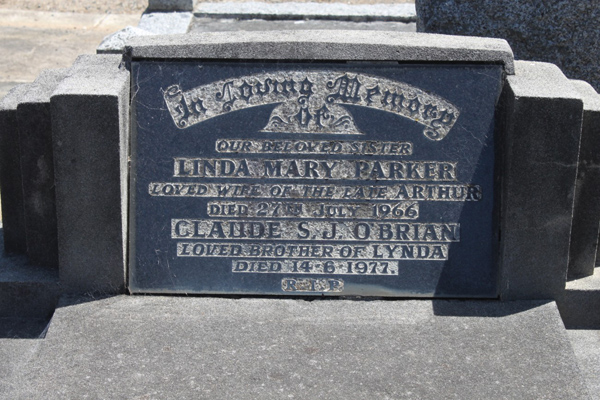 In Loving Memory
of
OUR BELOVED SISTER
LINDA MARY PARKER
LOVED WIFE OF THE LATE ARTHUR
DIED 27TH JULY 1966
CLAUDE S.J. O'BRIAN
LOVED BROTHER OF LYNDA
DIED 14-6-1977.
R.I.P